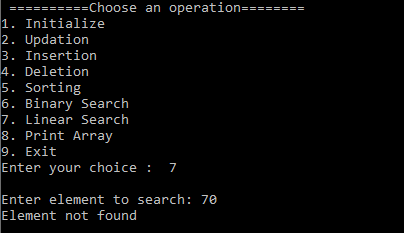 ==========Choose an operation========
1. Initialize
2. Updation
3. Insertion
4. Deletion
5. Sorting
6. Binary Search
7. Linear Search
8. Print Array
9. Exit
Enter your choice :  7
Enter element to search: 70
Element not found